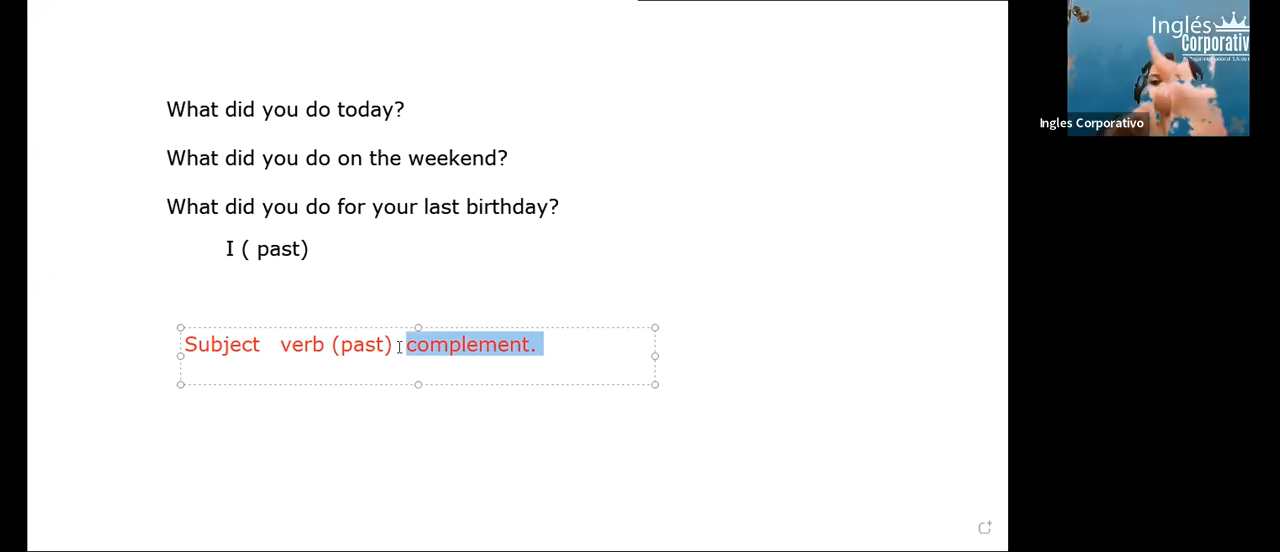 What did you do today?
What did you do on the weekend?
What did you do for your last birthday?
I ( past)
Subject verb (past) complement.
Inglés
Corporativ
Ingles Corporativo